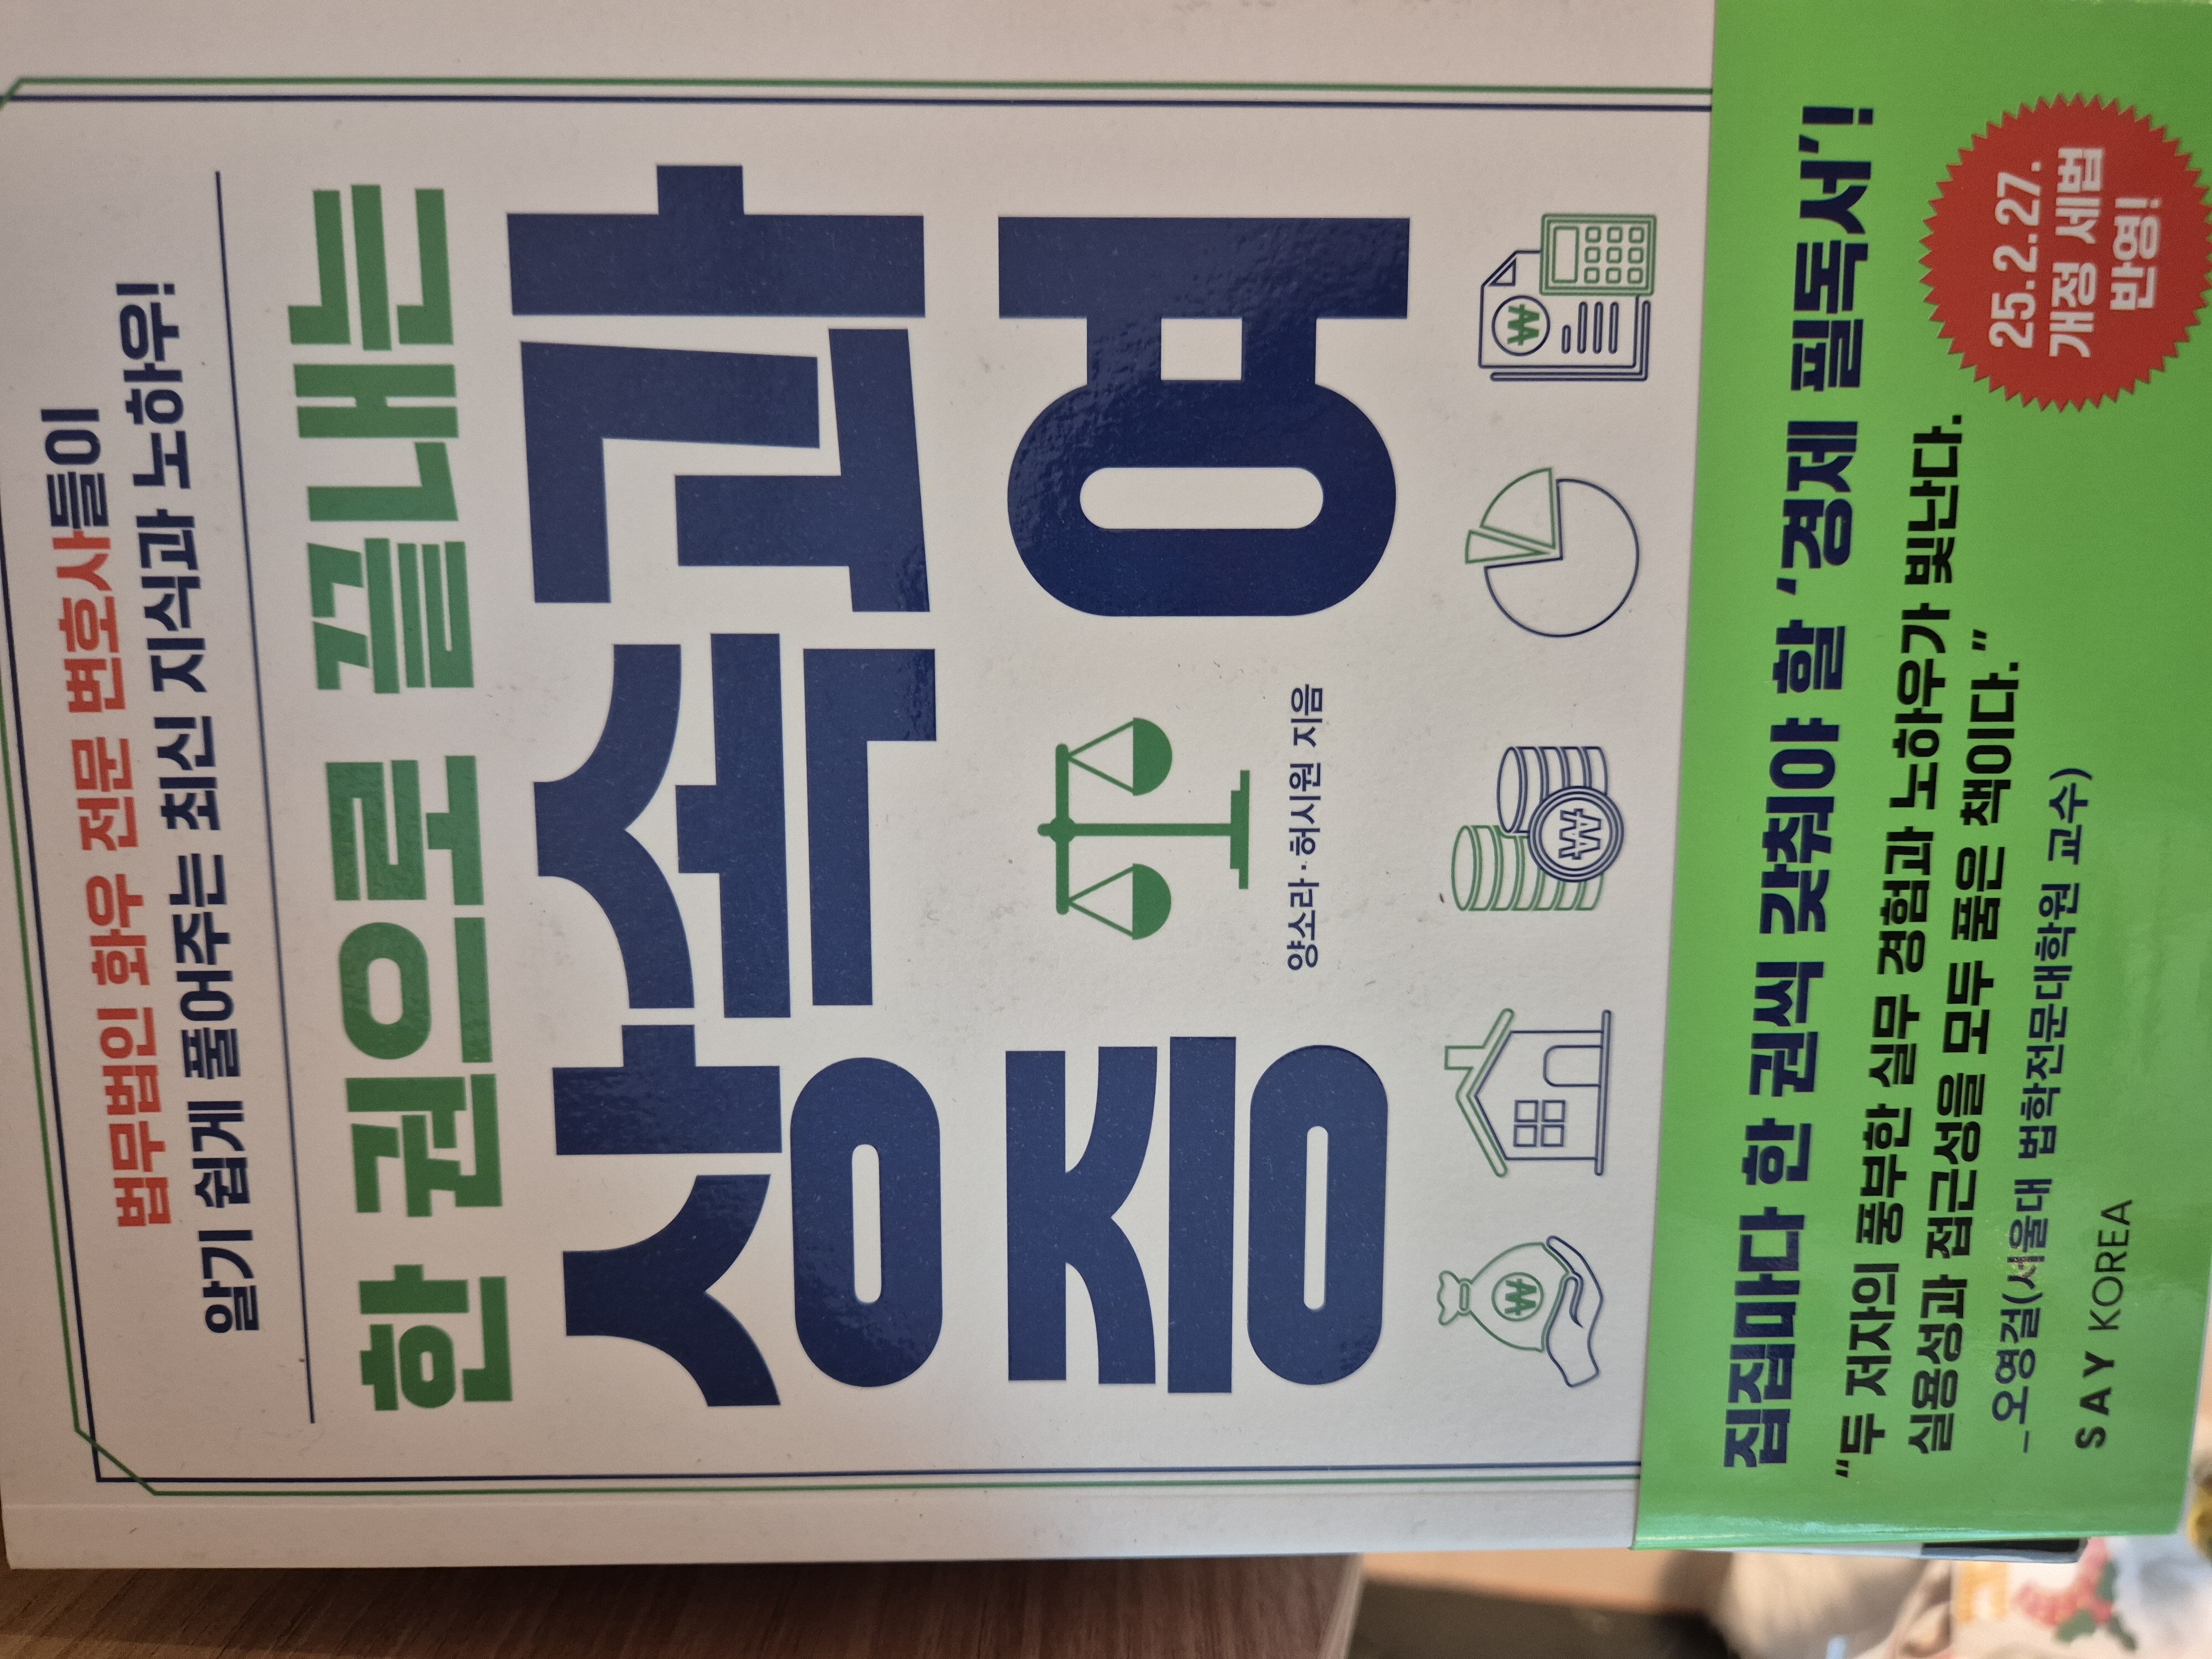 법무법인 화우 전문 변호사들이
알기 쉽게 풀어주는 최신 지식과 노하우!
한 권으로 끝내는
상속과
증여
양소라·허시원 지음
₩
₩
₩
집집마다 한 권씩 갖춰야 할 ‘경제 필독서’!
“두 저자의 풍부한 실무 경험과 노하우가 빛난다.
실용성과 접근성을 모두 품은 책이다.”
_오영걸(서울대 법학전문대학원 교수)
SAY KOREA
25.2.27.
개정 세법
반영!